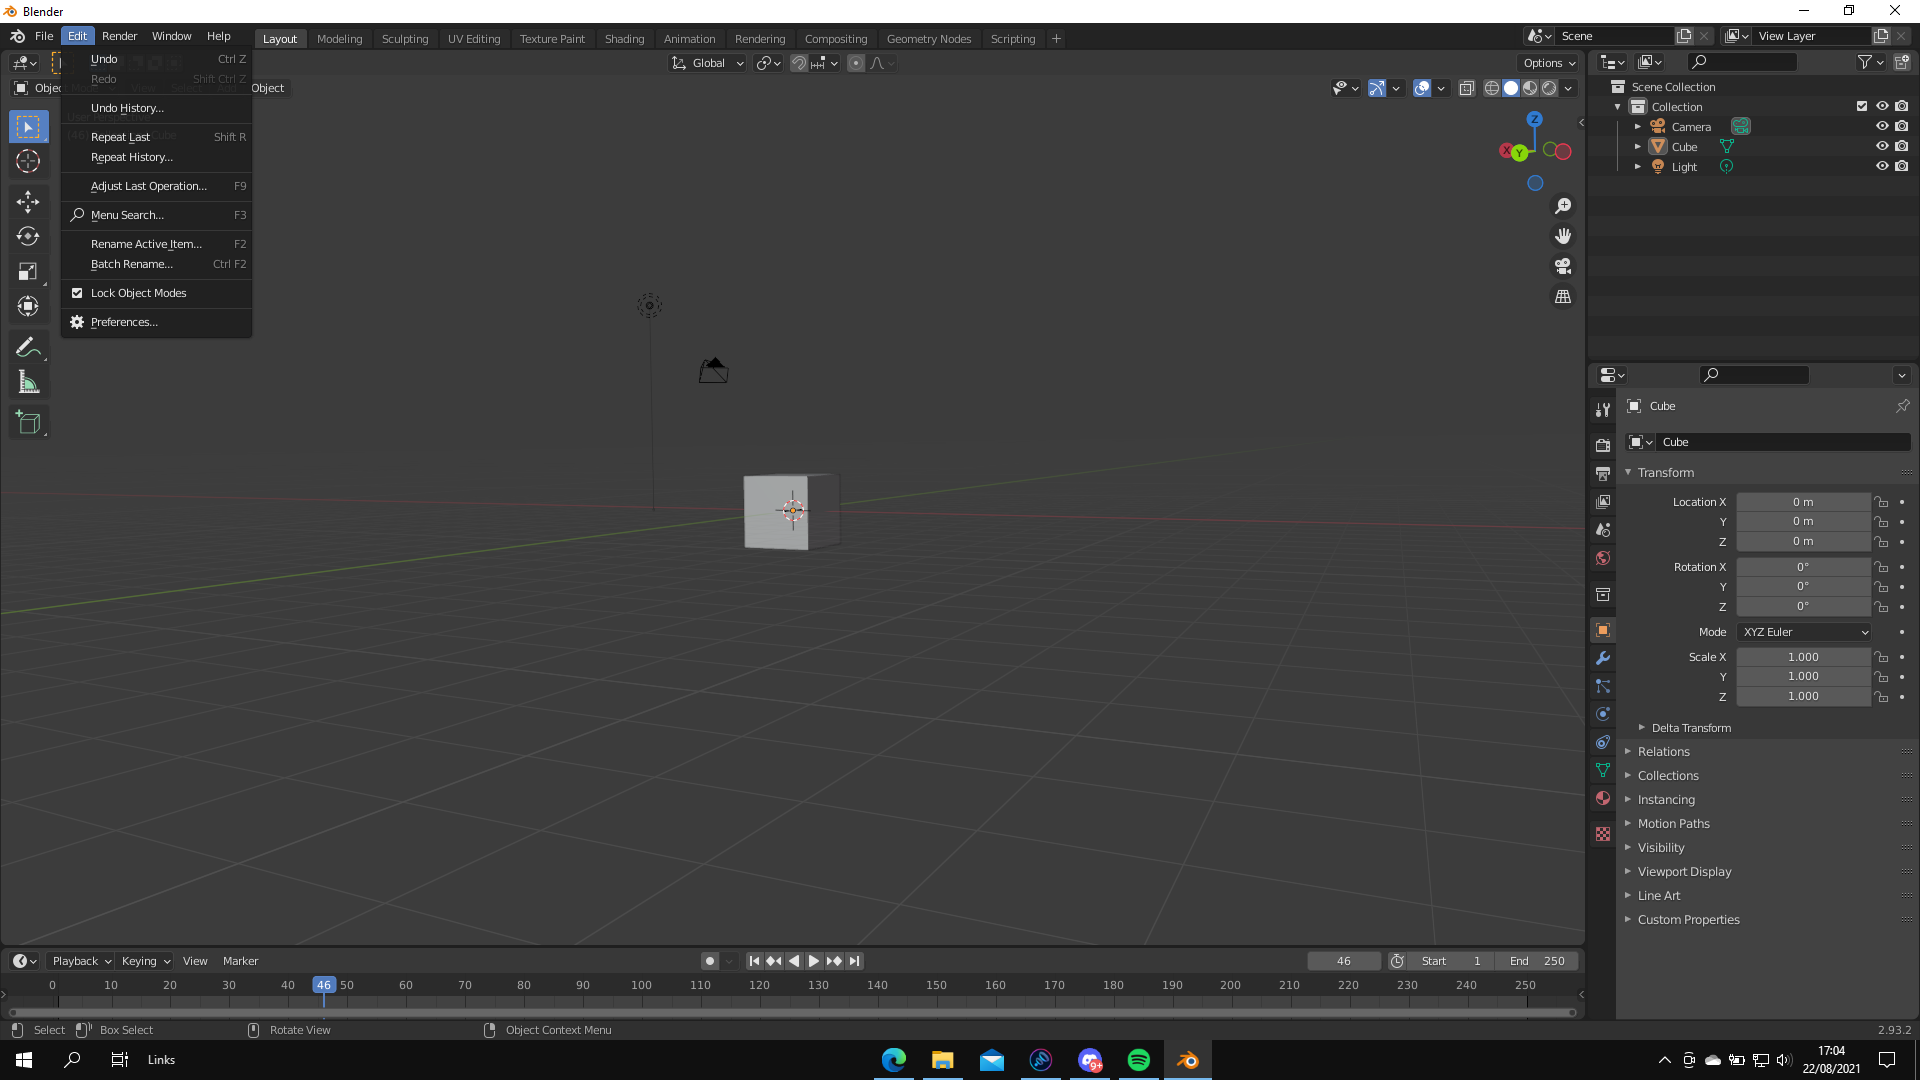 Blender
File Edit Render Window Help
Layout Modeling Sculpting UV Editing Texture Paint Shading Animation Rendering Compositing Geometry Nodes Scripting +
Scene
View Layer
Undo Ctrl Z
Redo Shift Ctrl Z
Undo History...
Repeat Last Shift R
Repeat History...
Adjust Last Operation... F9
Menu Search... F3
Rename Active Item... F2
Batch Rename... Ctrl F2
Lock Object Modes
Preferences...
Global
Options
Object
Z
X
Y
Scene Collection
Collection
Camera
Cube
Light
Cube
Cube
Transform
Location X 0 m
Y 0 m
Z 0 m
Rotation X 0°
Y 0°
Z 0°
Mode XYZ Euler
Scale X 1.000
Y 1.000
Z 1.000
Delta Transform
Relations
Collections
Instancing
Motion Paths
Visibility
Viewport Display
Line Art
Custom Properties
Playback Keying View Marker
46 Start 1 End 250
0 10 20 30 40 46 50 60 70 80 90 100 110 120 130 140 150 160 170 180 190 200 210 220 230 240 250
Select Box Select Rotate View Object Context Menu 2.93.2
Links
9+
17:04
22/08/2021